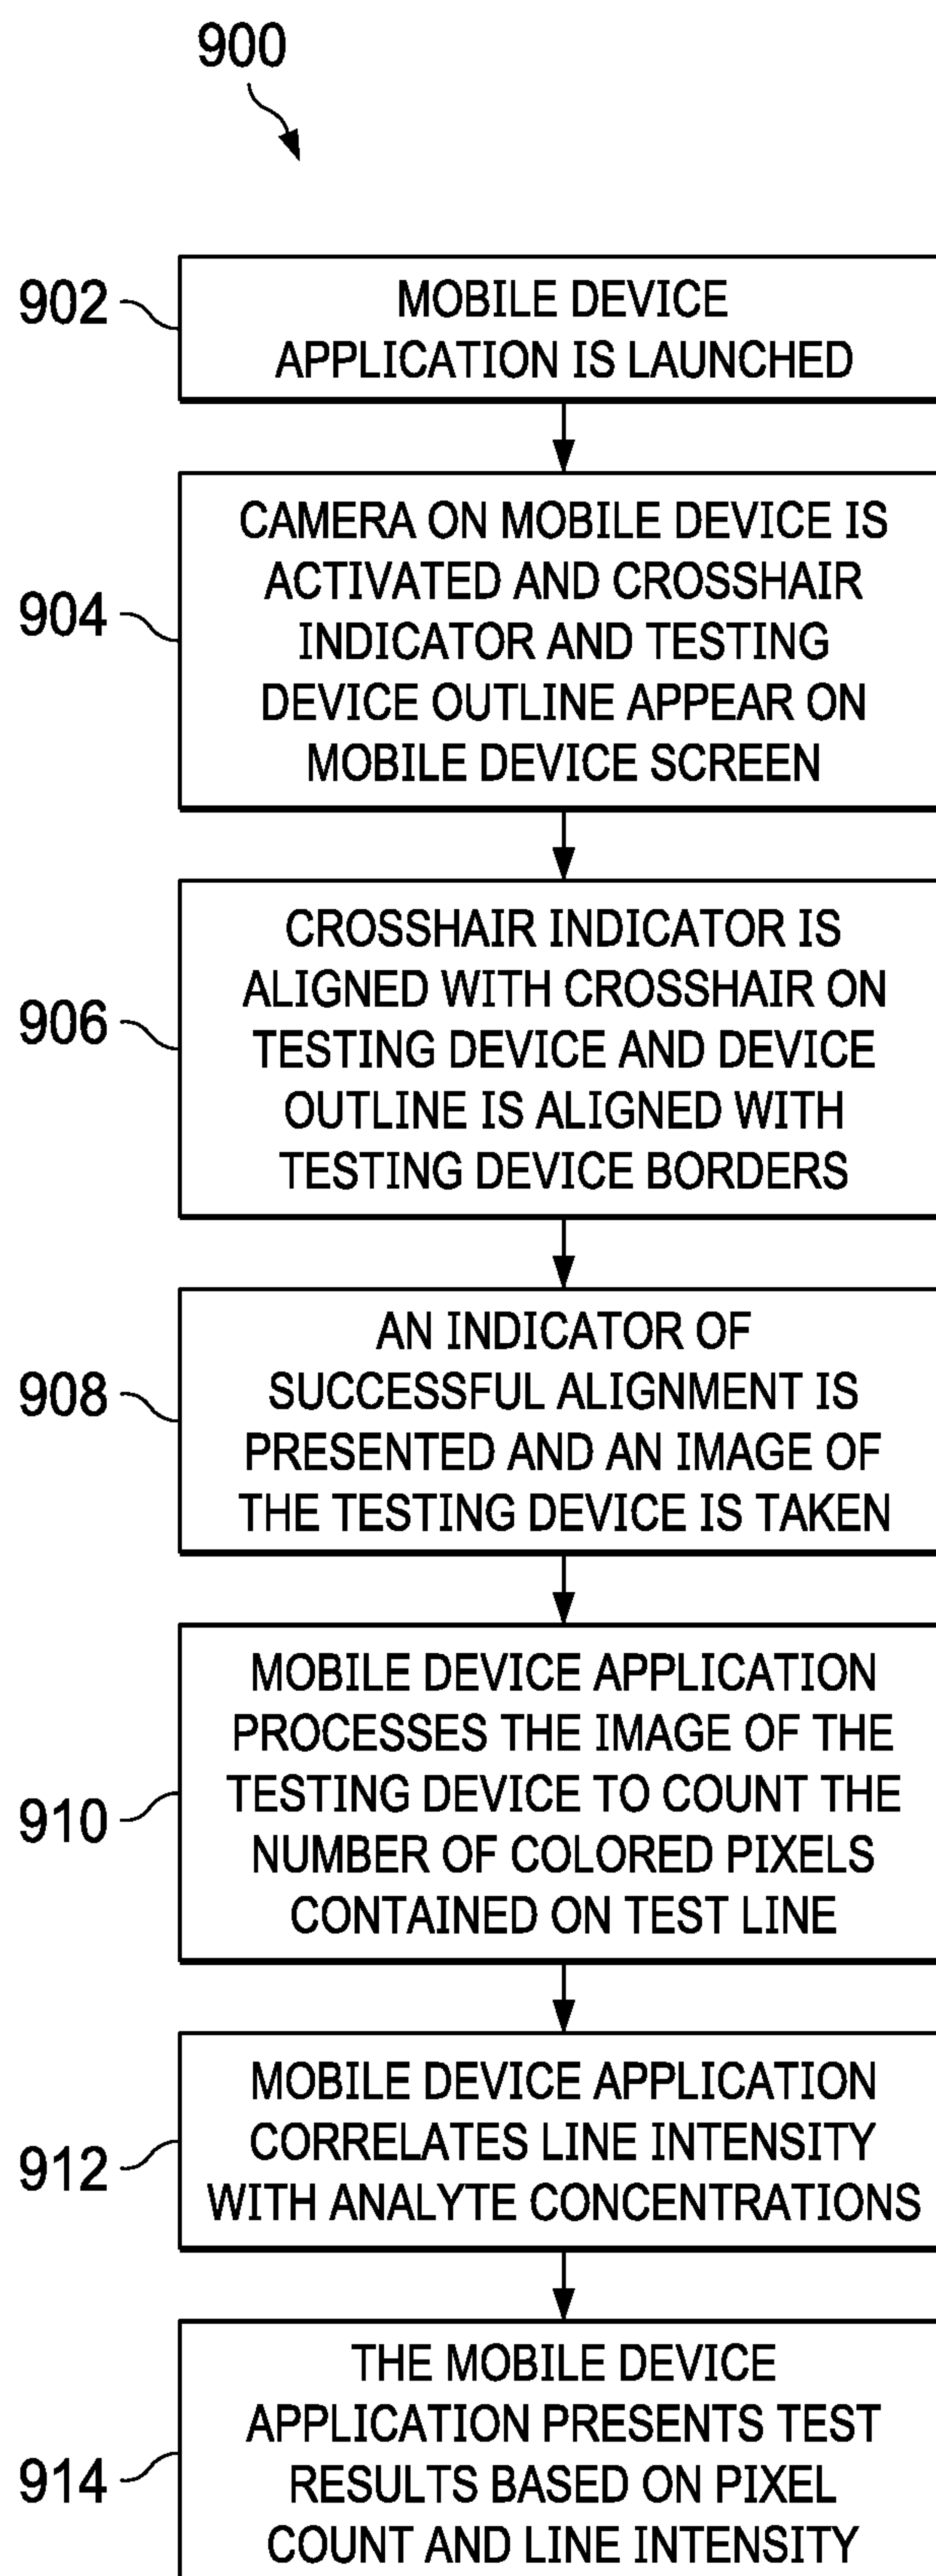 900
902
MOBILE DEVICE
APPLICATION IS LAUNCHED
904
CAMERA ON MOBILE DEVICE IS
ACTIVATED AND CROSSHAIR
INDICATOR AND TESTING
DEVICE OUTLINE APPEAR ON
MOBILE DEVICE SCREEN
906
CROSSHAIR INDICATOR IS
ALIGNED WITH CROSSHAIR ON
TESTING DEVICE AND DEVICE
OUTLINE IS ALIGNED WITH
TESTING DEVICE BORDERS
908
AN INDICATOR OF
SUCCESSFUL ALIGNMENT IS
PRESENTED AND AN IMAGE OF
THE TESTING DEVICE IS TAKEN
910
MOBILE DEVICE APPLICATION
PROCESSES THE IMAGE OF THE
TESTING DEVICE TO COUNT THE
NUMBER OF COLORED PIXELS
CONTAINED ON TEST LINE
912
MOBILE DEVICE APPLICATION
CORRELATES LINE INTENSITY
WITH ANALYTE CONCENTRATIONS
914
THE MOBILE DEVICE
APPLICATION PRESENTS TEST
RESULTS BASED ON PIXEL
COUNT AND LINE INTENSITY